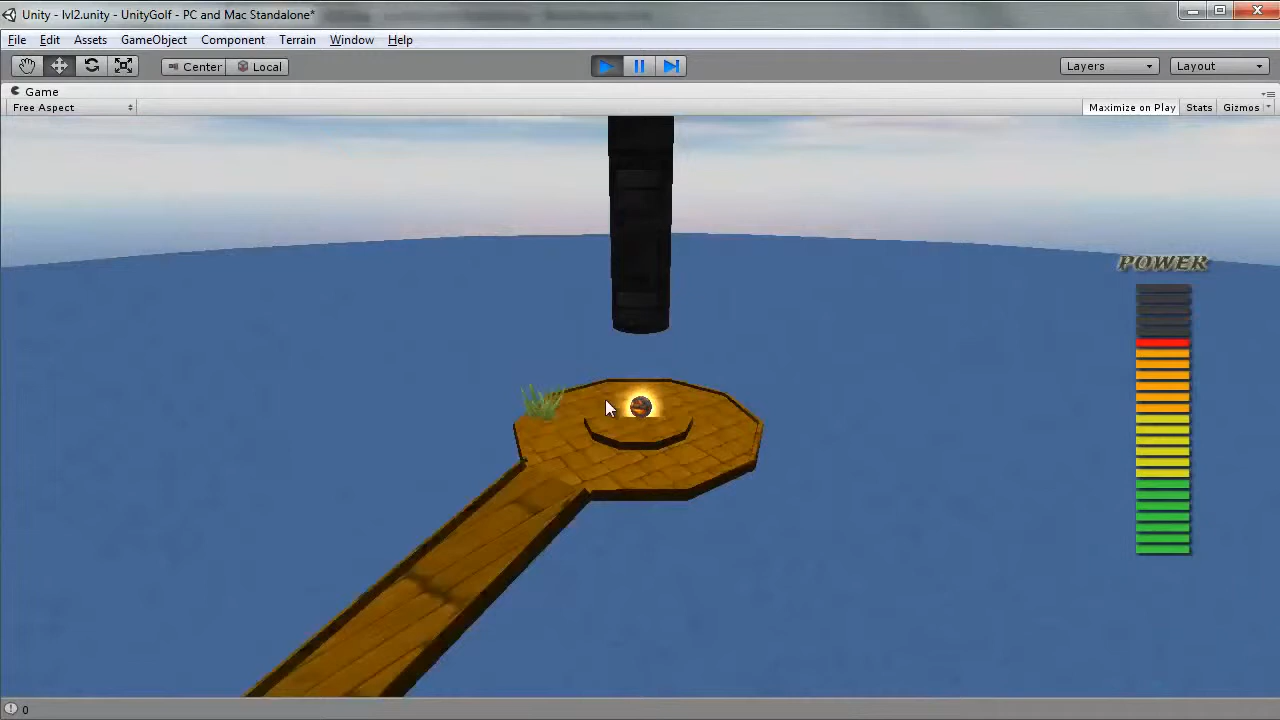 Unity - lvl2.unity - UnityGolf - PC and Mac Standalone*
File Edit Assets GameObject Component Terrain Window Help
Center Local Layers Layout
Game
Free Aspect Maximize on Play Stats Gizmos
POWER
0